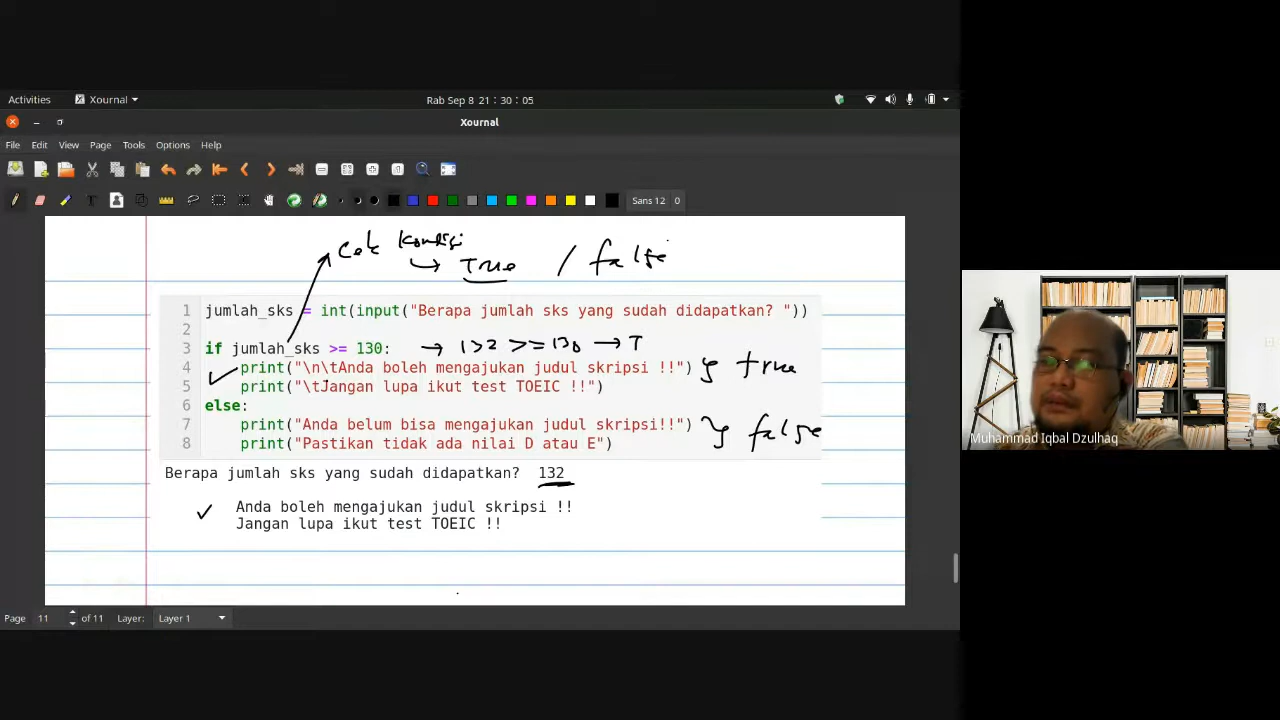 Activities Xournal Rab Sep 8 21:30:05
Xournal
File Edit View Page Tools Options Help
Sans 12 0
Cek kondisi
→ True / false
1 jumlah_sks = int(input("Berapa jumlah sks yang sudah didapatkan? "))
2
3 if jumlah_sks >= 130: → 132 >= 130 → T
4 print("\n\tAnda boleh mengajukan judul skripsi !!") true
5 print("\tJangan lupa ikut test TOEIC !!")
6 else:
7 print("Anda belum bisa mengajukan judul skripsi!!") false
8 print("Pastikan tidak ada nilai D atau E")
Berapa jumlah sks yang sudah didapatkan? 132
✓ Anda boleh mengajukan judul skripsi !!
Jangan lupa ikut test TOEIC !!
Muhammad Iqbal Dzulhaq
Page 11 of 11 Layer: Layer 1